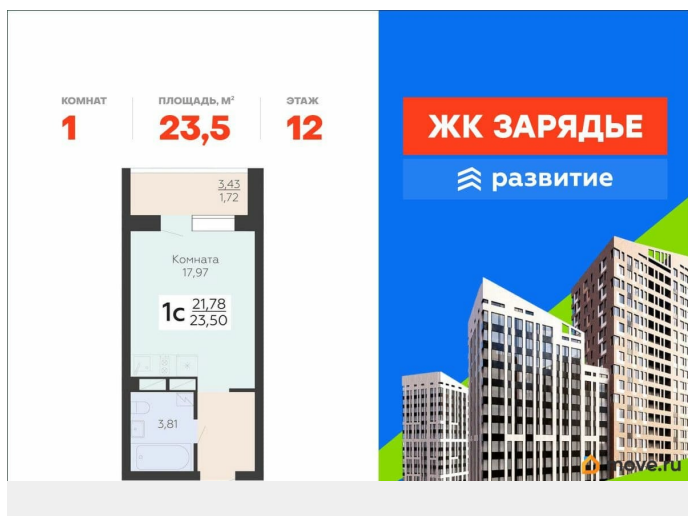 КОМНАТ
1
ПЛОЩАДЬ, М²
23,5
ЭТАЖ
12
3,43
1,72
Комната
17,97
1с
21,78
23,50
3,81
ЖК ЗАРЯДЬЕ
развитие
move.ru